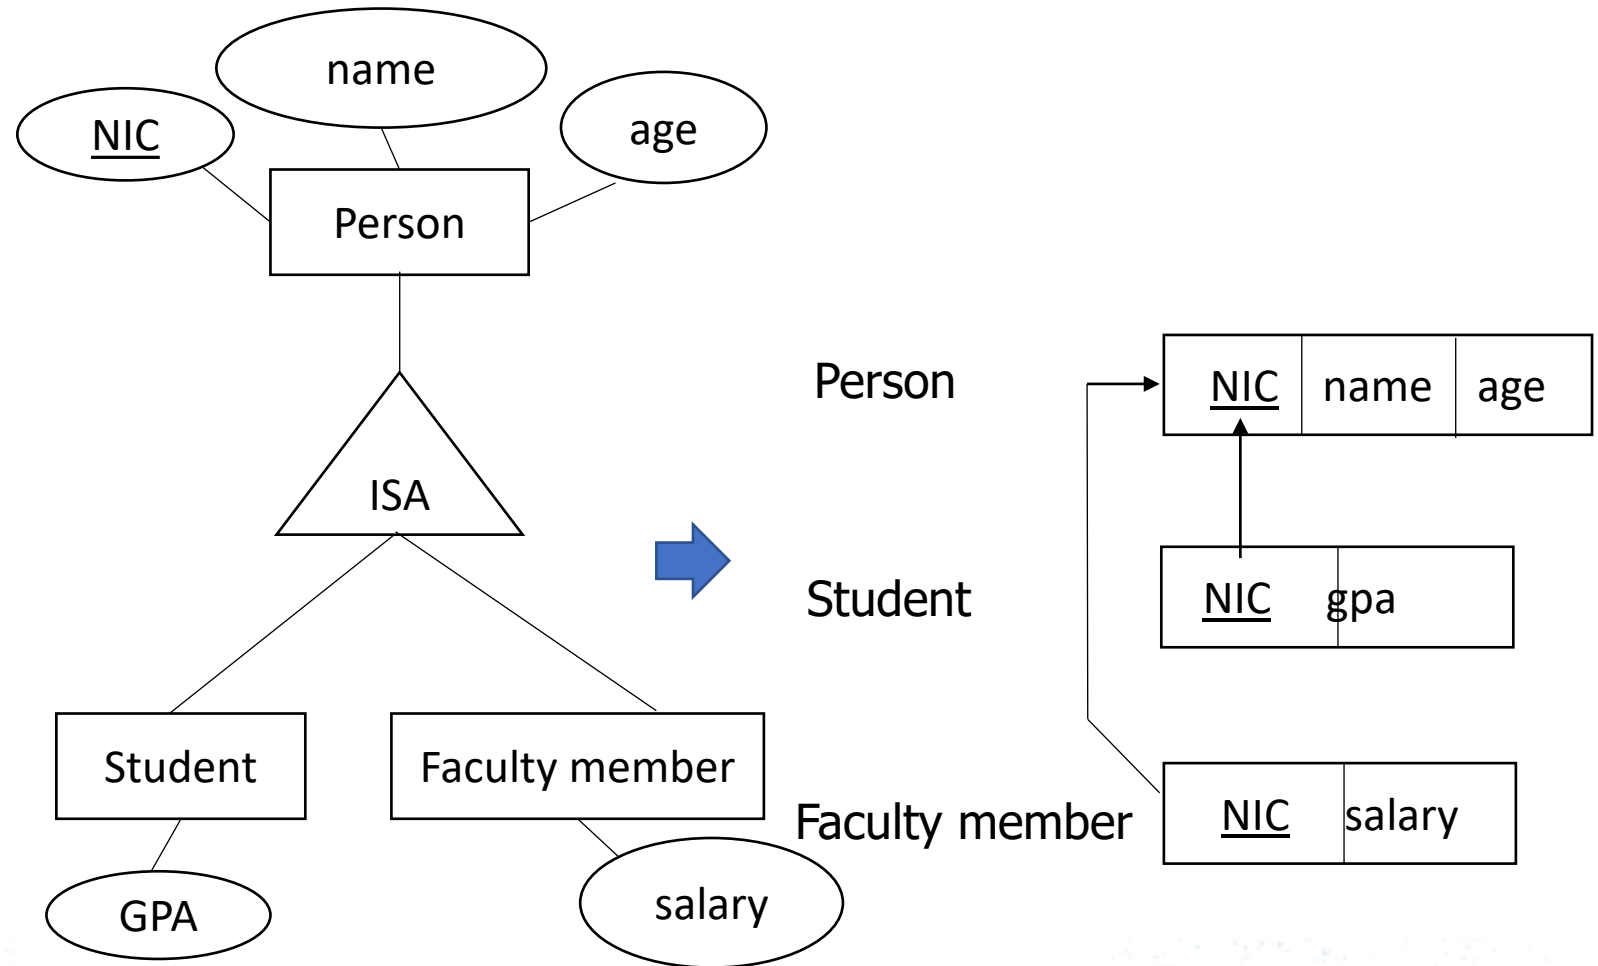 name
NIC
age
Person
ISA
Student
Faculty member
GPA
salary
Person
NIC name age
Student
NIC gpa
Faculty member
NIC salary